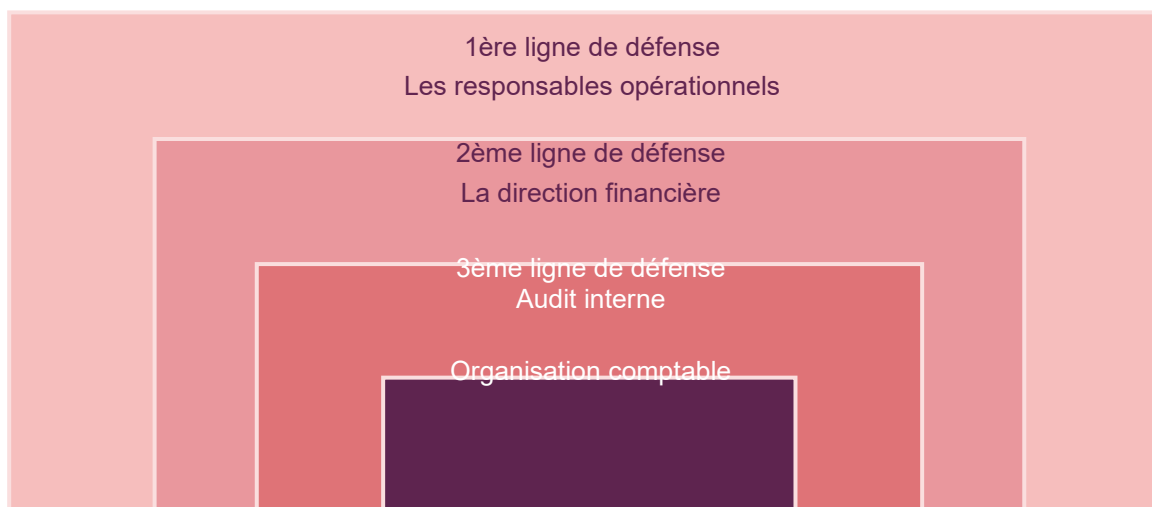 1ère ligne de défense
Les responsables opérationnels
2ème ligne de défense
La direction financière
3ème ligne de défense
Audit interne
Organisation comptable